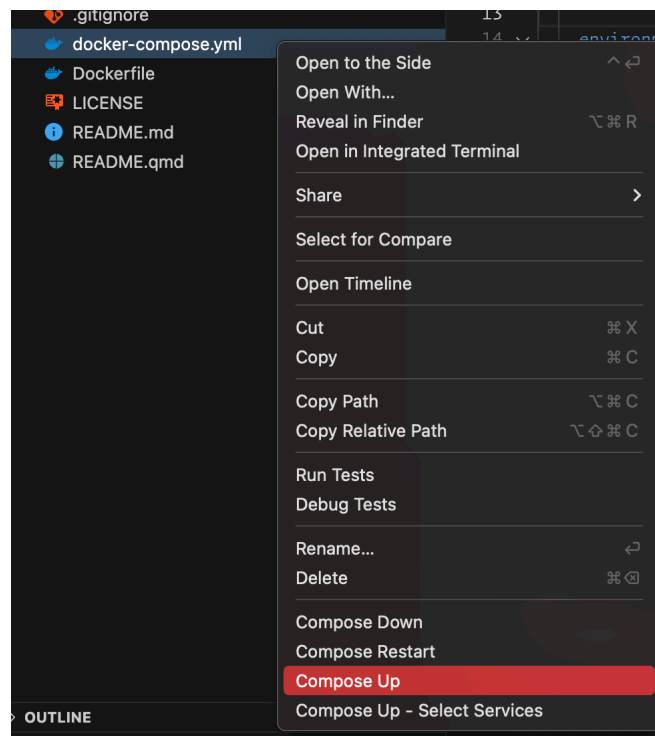 .gitignore
docker-compose.yml
Dockerfile
LICENSE
README.md
README.qmd
OUTLINE
13
14
Open to the Side ^ ⏎
Open With...
Reveal in Finder ⌥ ⌘ R
Open in Integrated Terminal
Share
Select for Compare
Open Timeline
Cut ⌘ X
Copy ⌘ C
Copy Path ⌥ ⌘ C
Copy Relative Path ⌥ ⇧ ⌘ C
Run Tests
Debug Tests
Rename... ⏎
Delete ⌘ ⌫
Compose Down
Compose Restart
Compose Up
Compose Up - Select Services